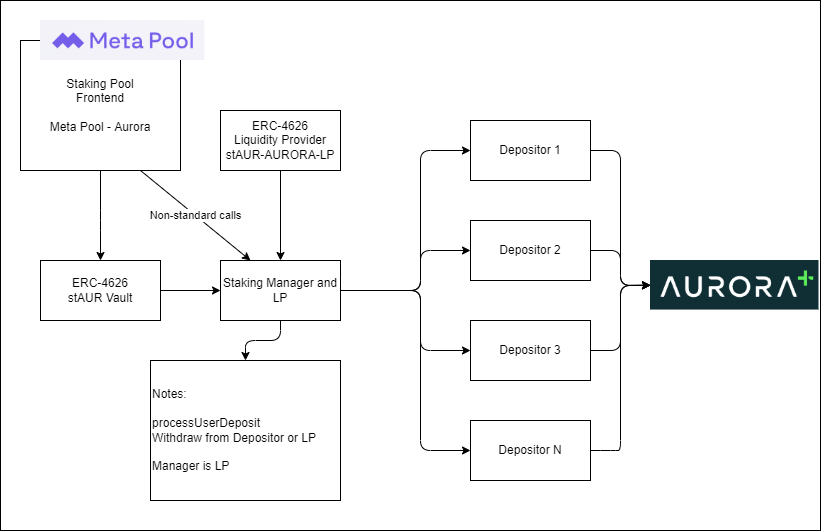 Meta Pool
Staking Pool
Frontend
Meta Pool - Aurora
ERC-4626
Liquidity Provider
stAUR-AURORA-LP
Non-standard calls
ERC-4626
stAUR Vault
Staking Manager and
LP
Notes:
processUserDeposit
Withdraw from Depositor or LP
Manager is LP
Depositor 1
Depositor 2
Depositor 3
Depositor N
AURORA+